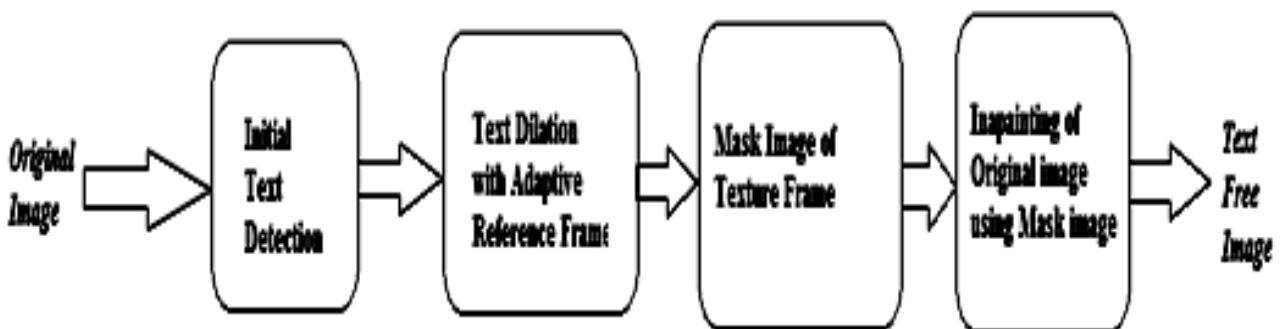 Original
Image
Initial
Text
Detection
Text Dilation
with Adaptive
Reference Frame
Mask Image of
Texture Frame
Inapainting of
Original image
using Mask image
Text
Free
Image